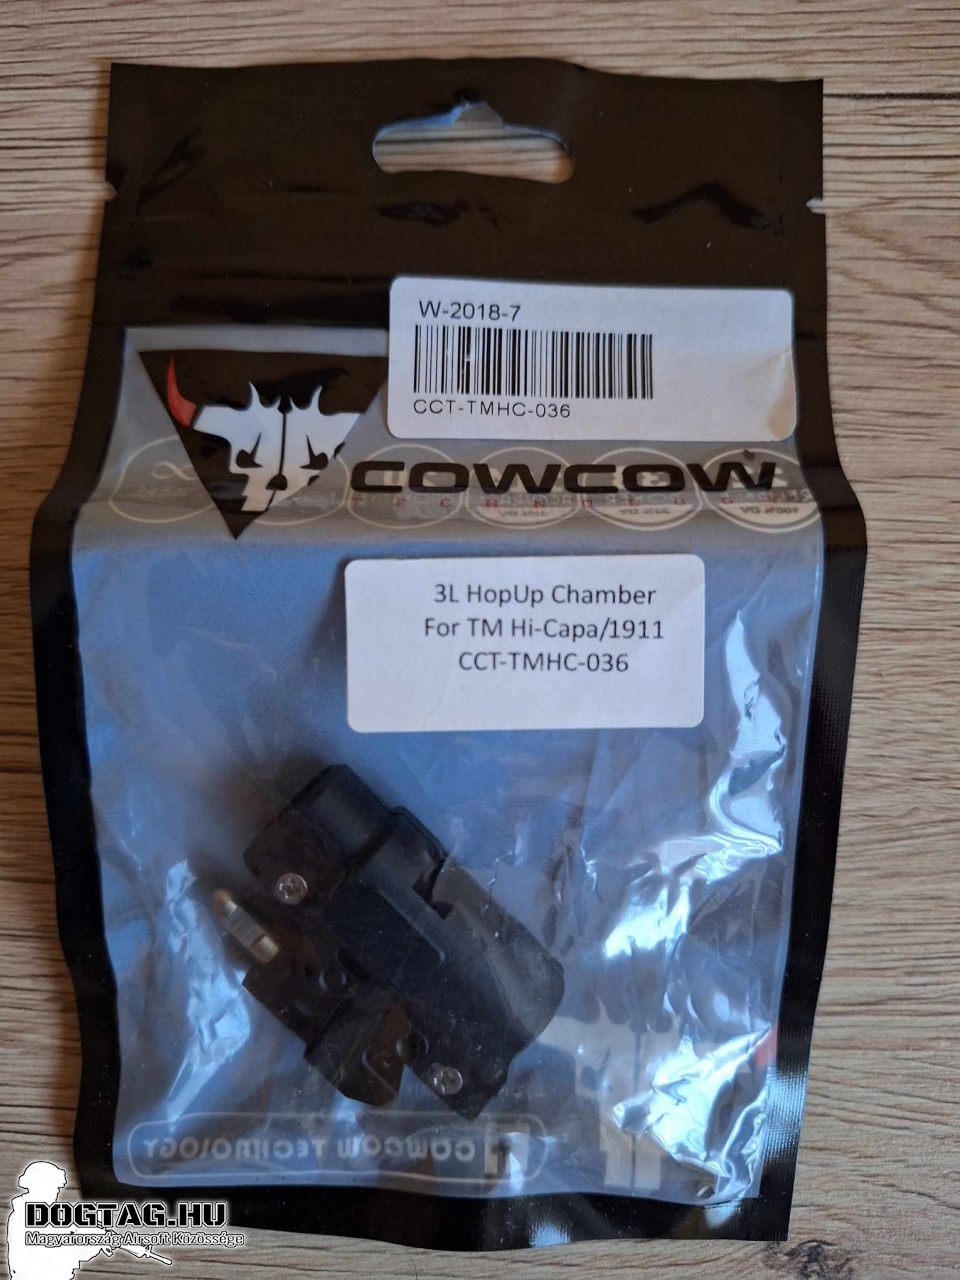 W-2018-7
CCT-TMHC-036
COWCOW
TECHNOLOGY
3L HopUp Chamber
For TM Hi-Capa/1911
CCT-TMHC-036
COWCOW TECHNOLOGY
DOGTAG.HU
Magyarország Airsoft Közössége